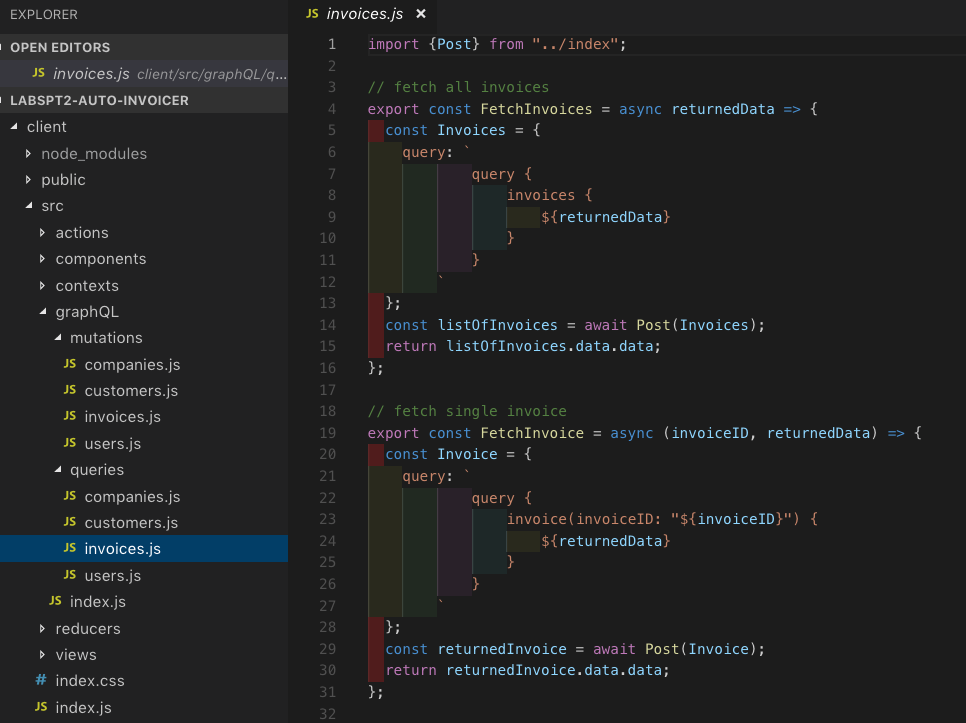 EXPLORER
OPEN EDITORS
JS invoices.js client/src/graphQL/q...
LABSPT2-AUTO-INVOICER
client
node_modules
public
src
actions
components
contexts
graphQL
mutations
JS companies.js
JS customers.js
JS invoices.js
JS users.js
queries
JS companies.js
JS customers.js
JS invoices.js
JS users.js
JS index.js
reducers
views
# index.css
JS index.js
JS invoices.js ×
1 import {Post} from "../index";
2
3 // fetch all invoices
4 export const FetchInvoices = async returnedData => {
5   const Invoices = {
6     query: `
7             query {
8                 invoices {
9                     ${returnedData}
10                 }
11             }
12         `
13   };
14   const listOfInvoices = await Post(Invoices);
15   return listOfInvoices.data.data;
16 };
17
18 // fetch single invoice
19 export const FetchInvoice = async (invoiceID, returnedData) => {
20   const Invoice = {
21     query: `
22             query {
23                 invoice(invoiceID: "${invoiceID}") {
24                     ${returnedData}
25                 }
26             }
27         `
28   };
29   const returnedInvoice = await Post(Invoice);
30   return returnedInvoice.data.data;
31 };
32